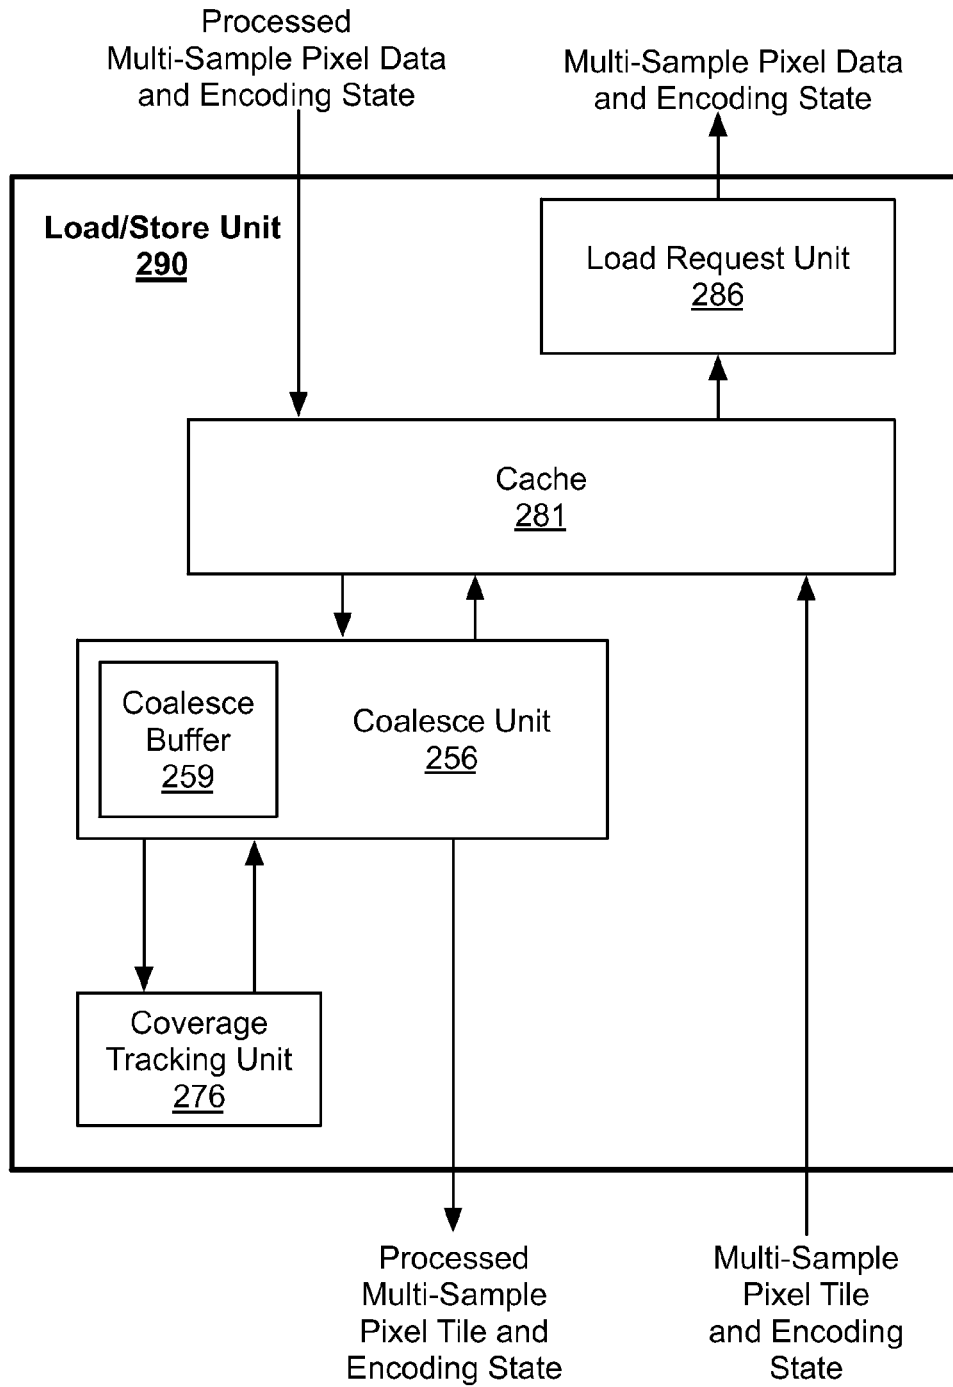 Processed
Multi-Sample Pixel Data
and Encoding State
Multi-Sample Pixel Data
and Encoding State
Load/Store Unit
290
Load Request Unit
286
Cache
281
Coalesce
Buffer
259
Coalesce Unit
256
Coverage
Tracking Unit
276
Processed
Multi-Sample
Pixel Tile and
Encoding State
Multi-Sample
Pixel Tile
and Encoding
State